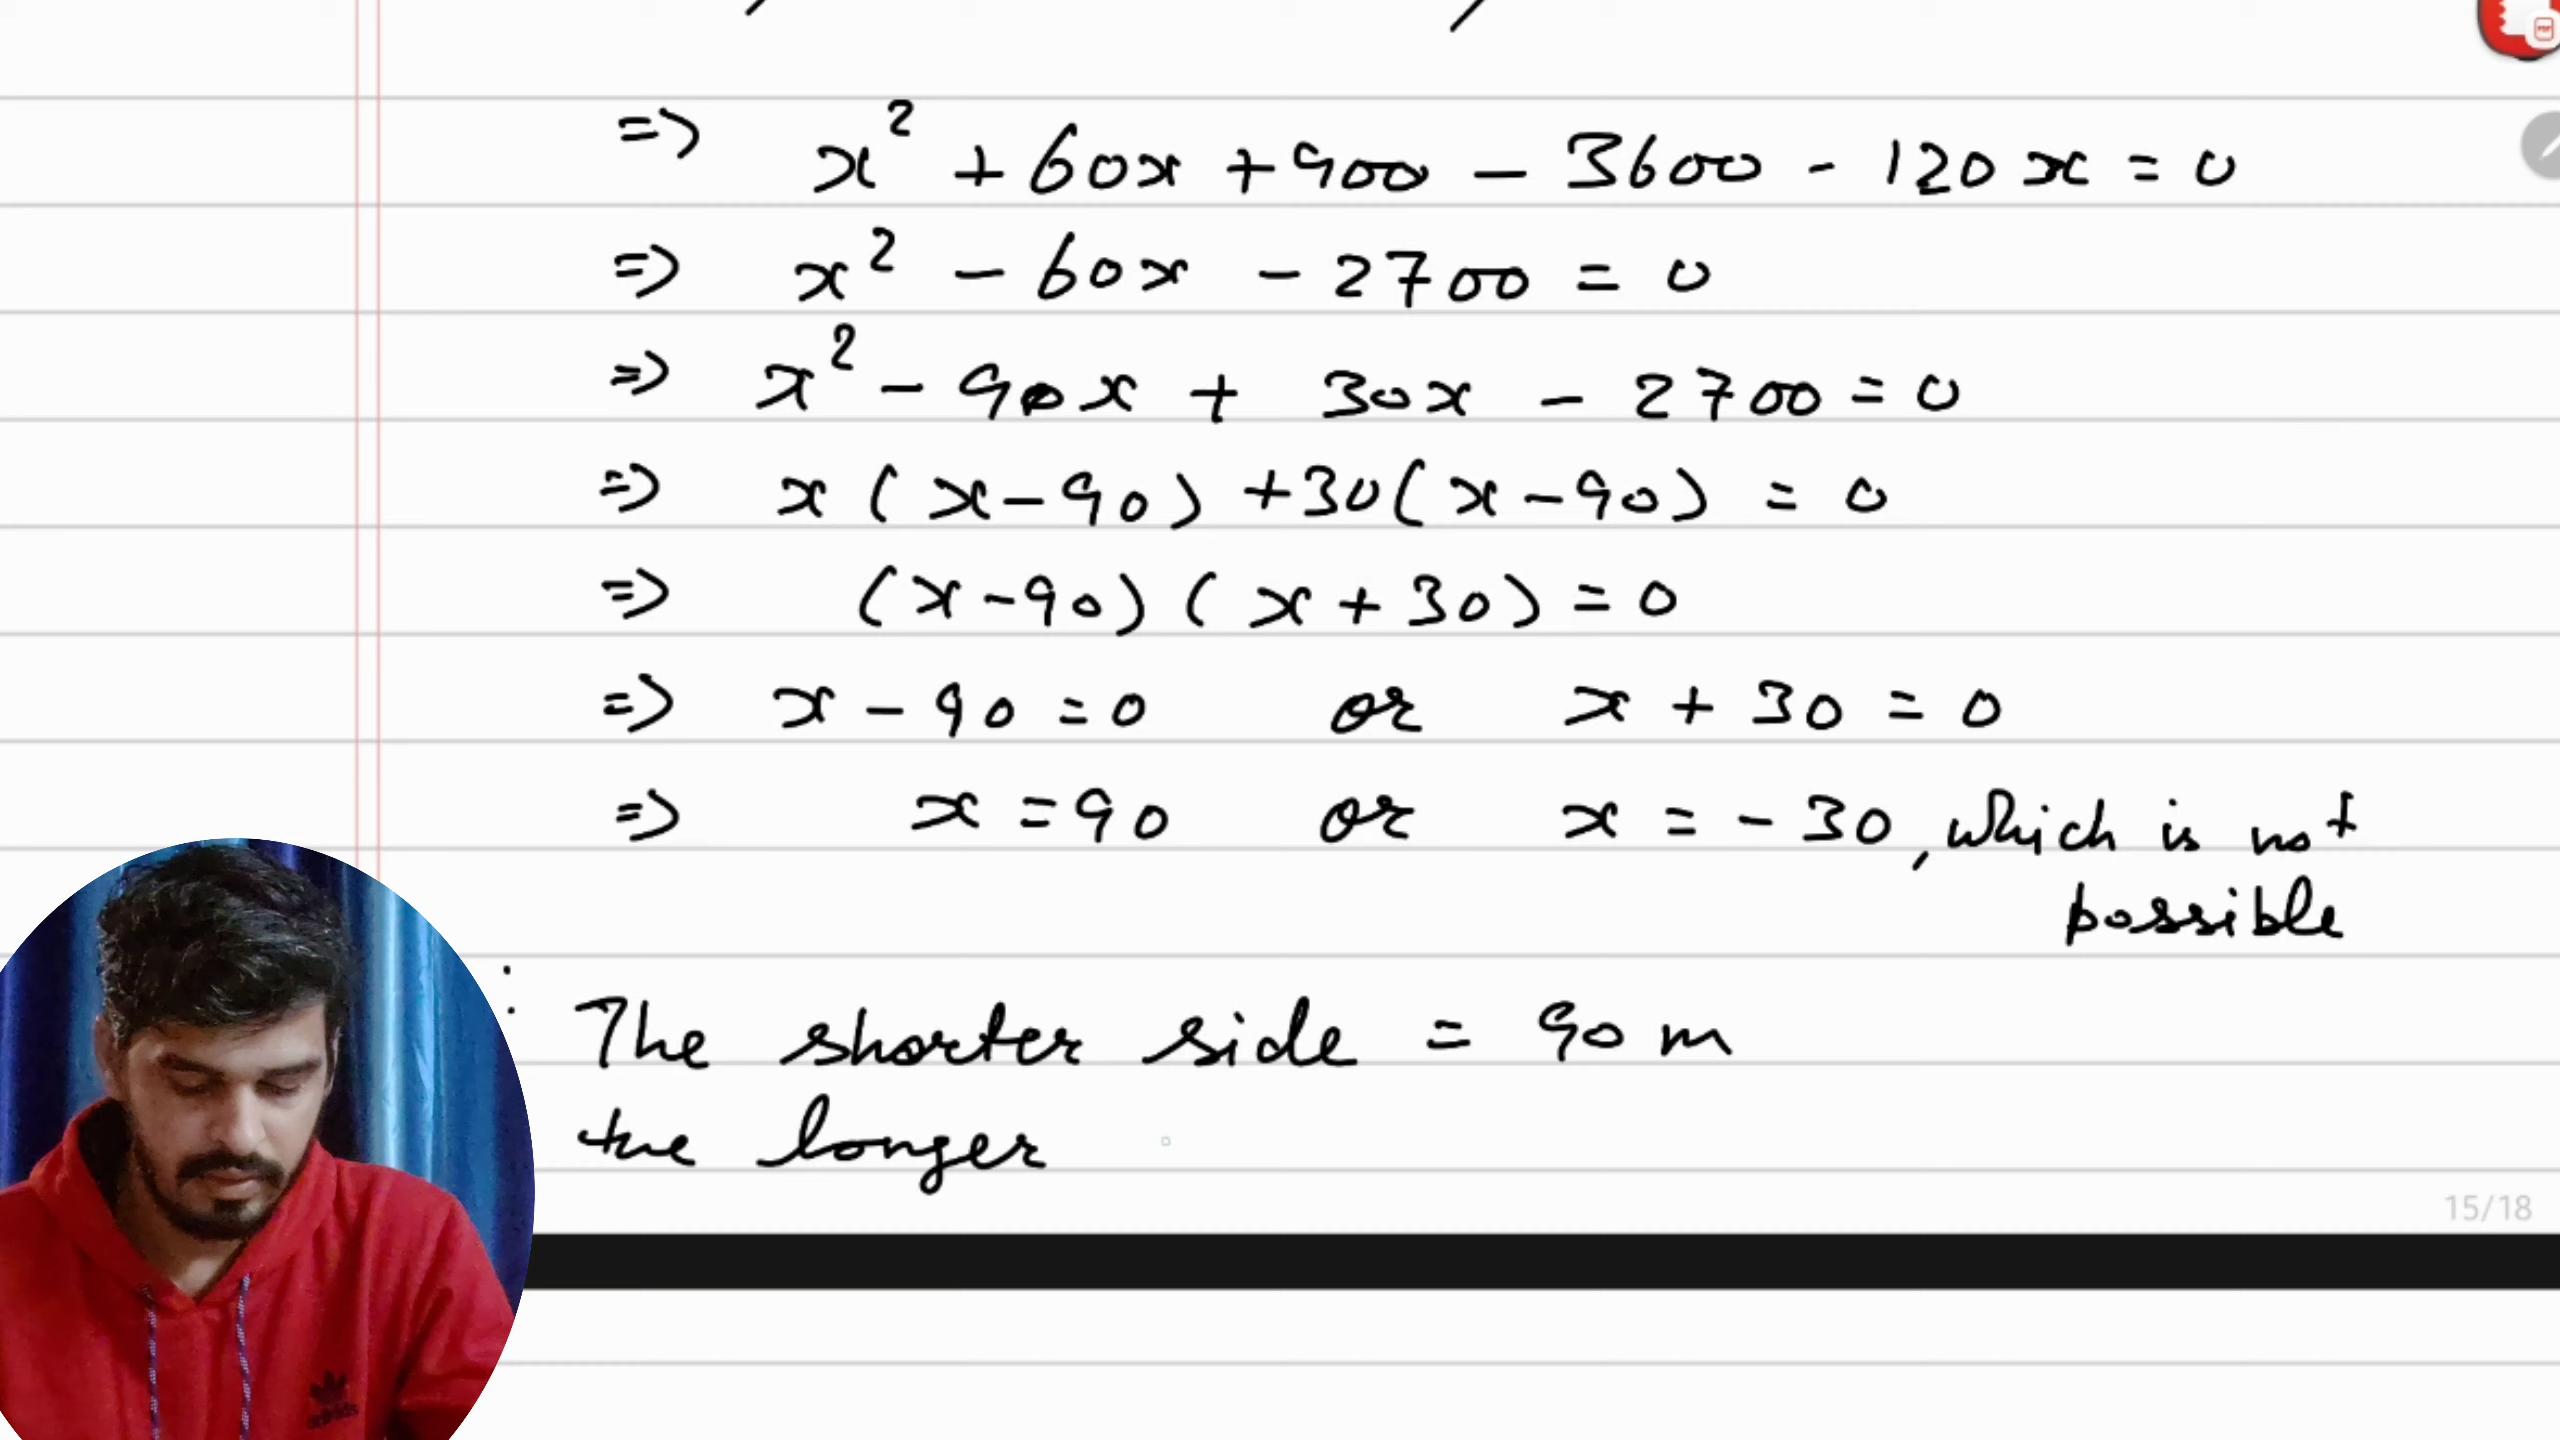 => x² + 60x + 900 - 3600 - 120x = 0
=> x² - 60x - 2700 = 0
=> x² - 90x + 30x - 2700 = 0
=> x (x - 90) + 30(x - 90) = 0
=> (x - 90) (x + 30) = 0
=> x - 90 = 0 or x + 30 = 0
=> x = 90 or x = -30, which is not
possible
The shorter side = 90 m
the longer
15/18
adidas